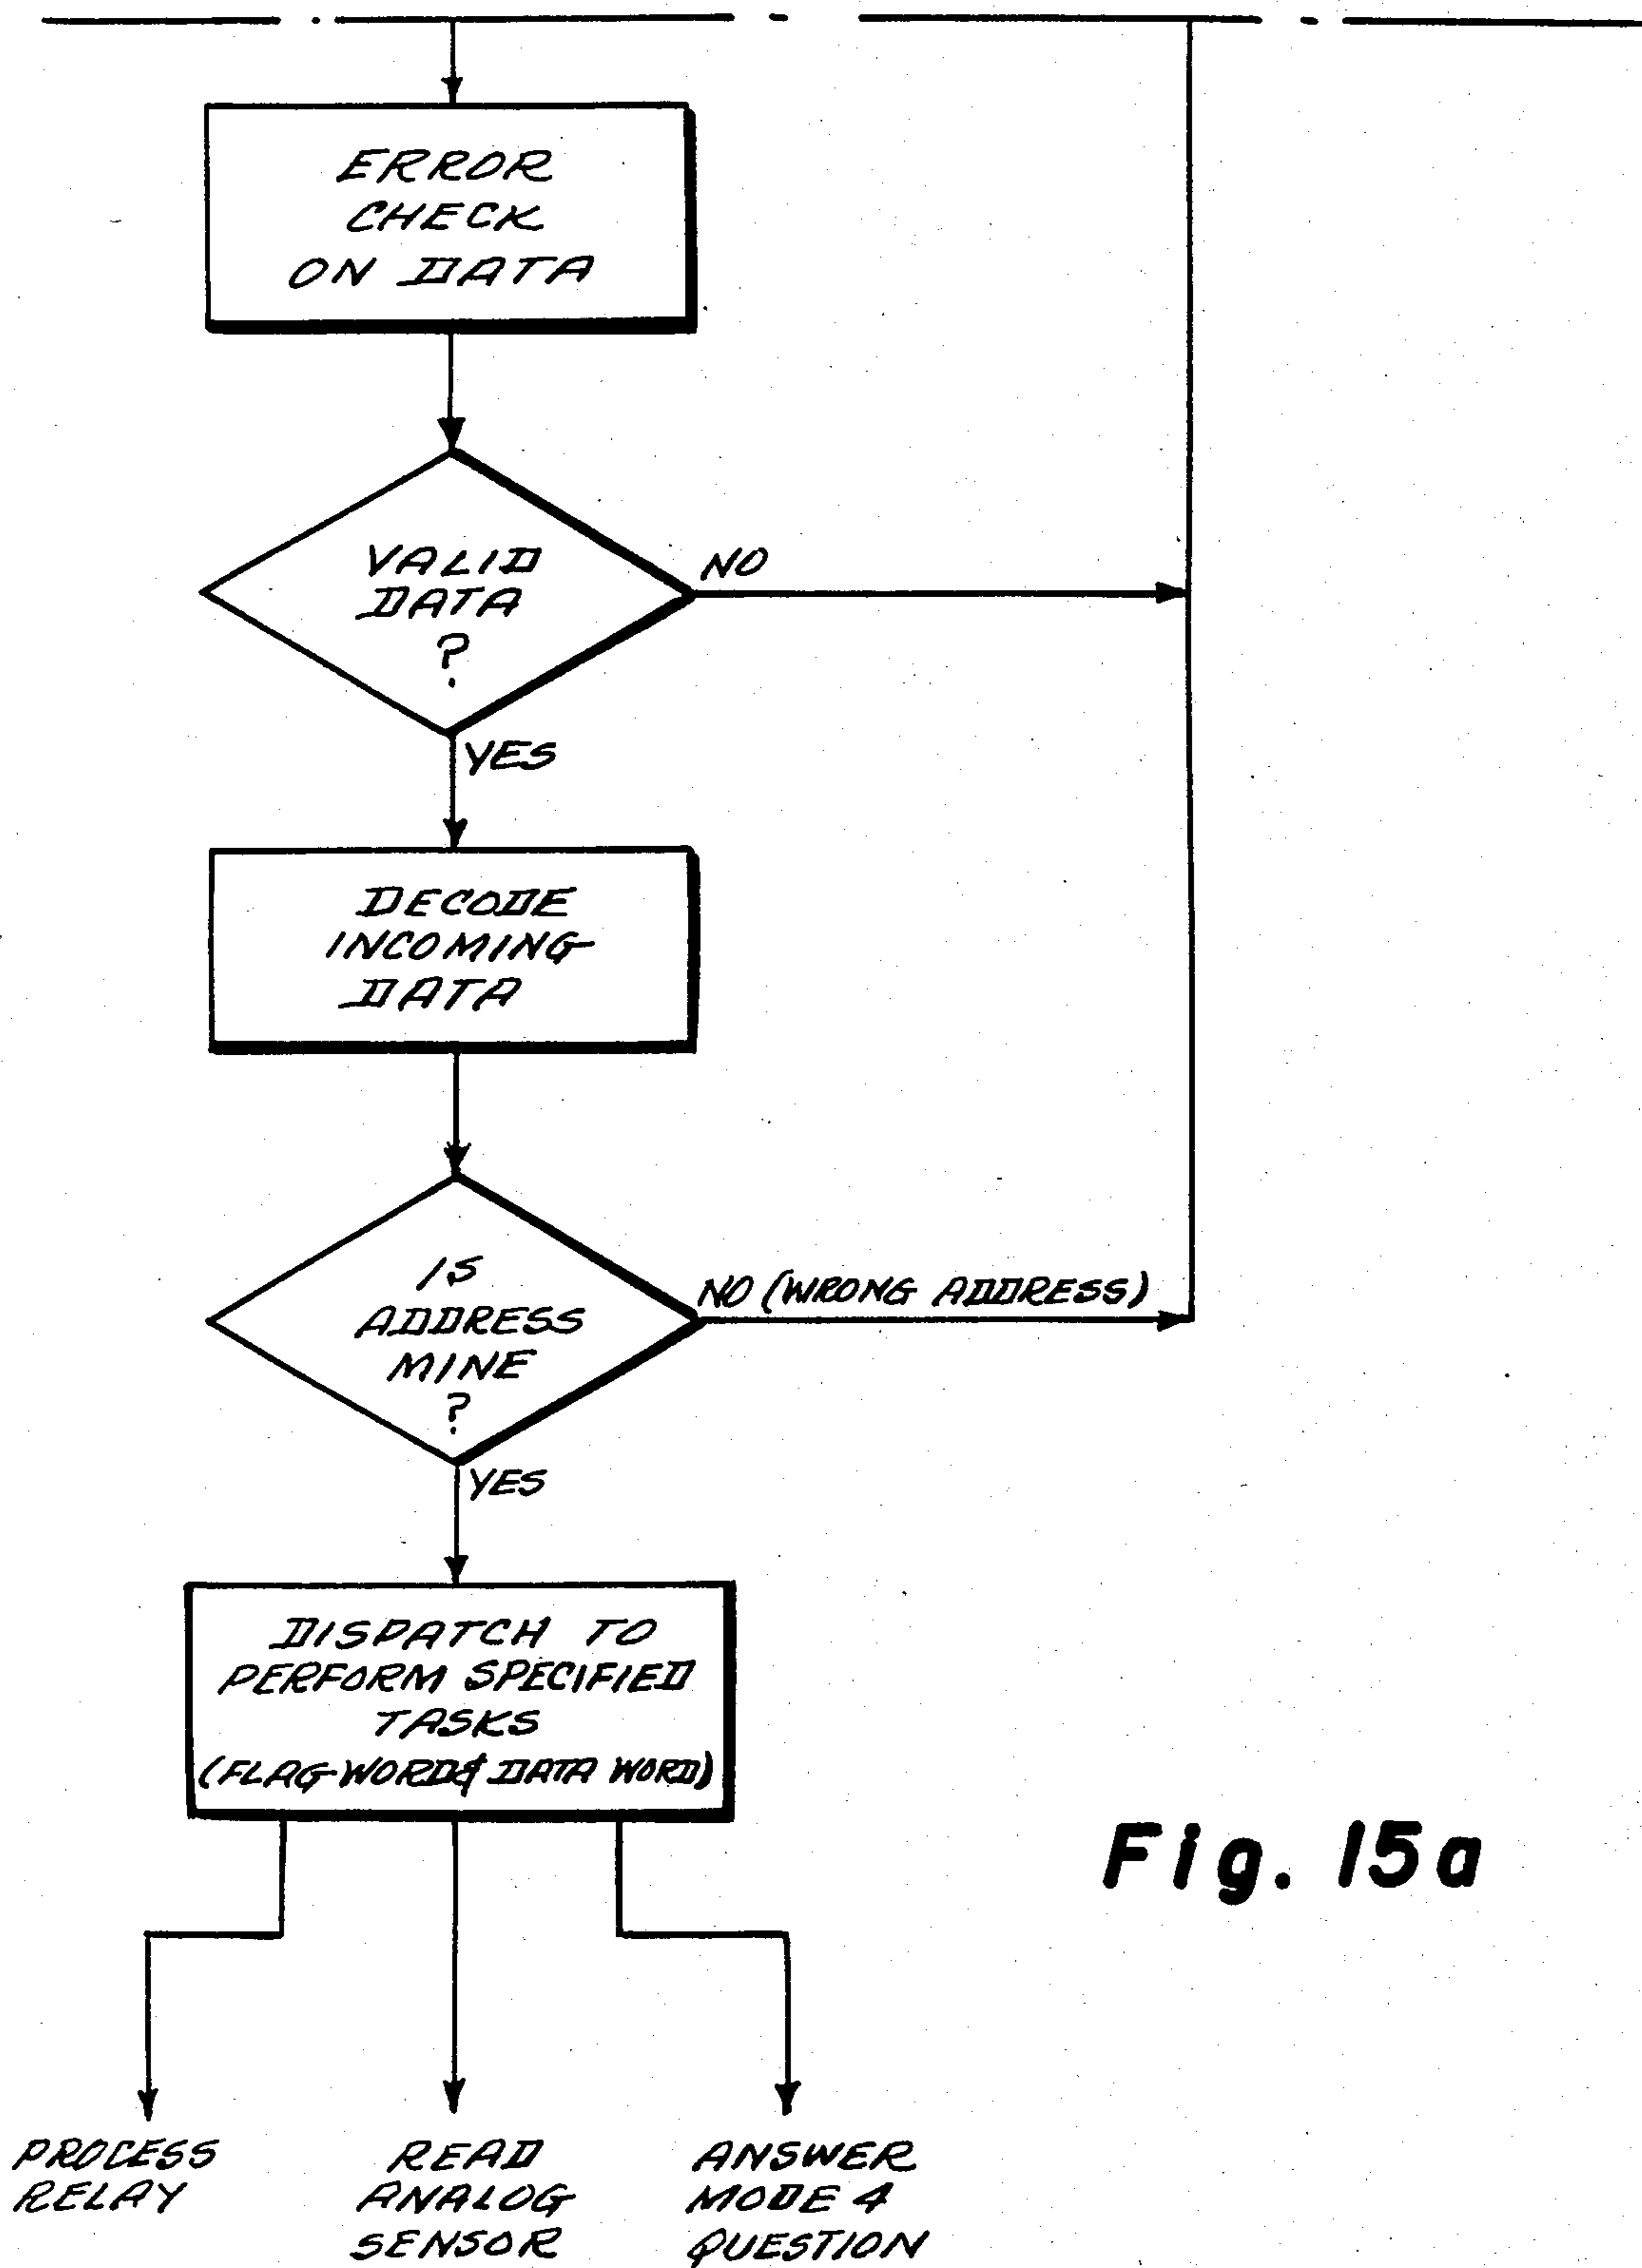 ERROR
CHECK
ON DATA
VALID
DATA
?
NO
YES
DECODE
INCOMING
DATA
IS
ADDRESS
MINE
?
NO (WRONG ADDRESS)
YES
DISPATCH TO
PERFORM SPECIFIED
TASKS
(FLAG WORD & DATA WORD)
Fig. 15a
PROCESS
RELAY
READ
ANALOG
SENSOR
ANSWER
MODE 4
QUESTION